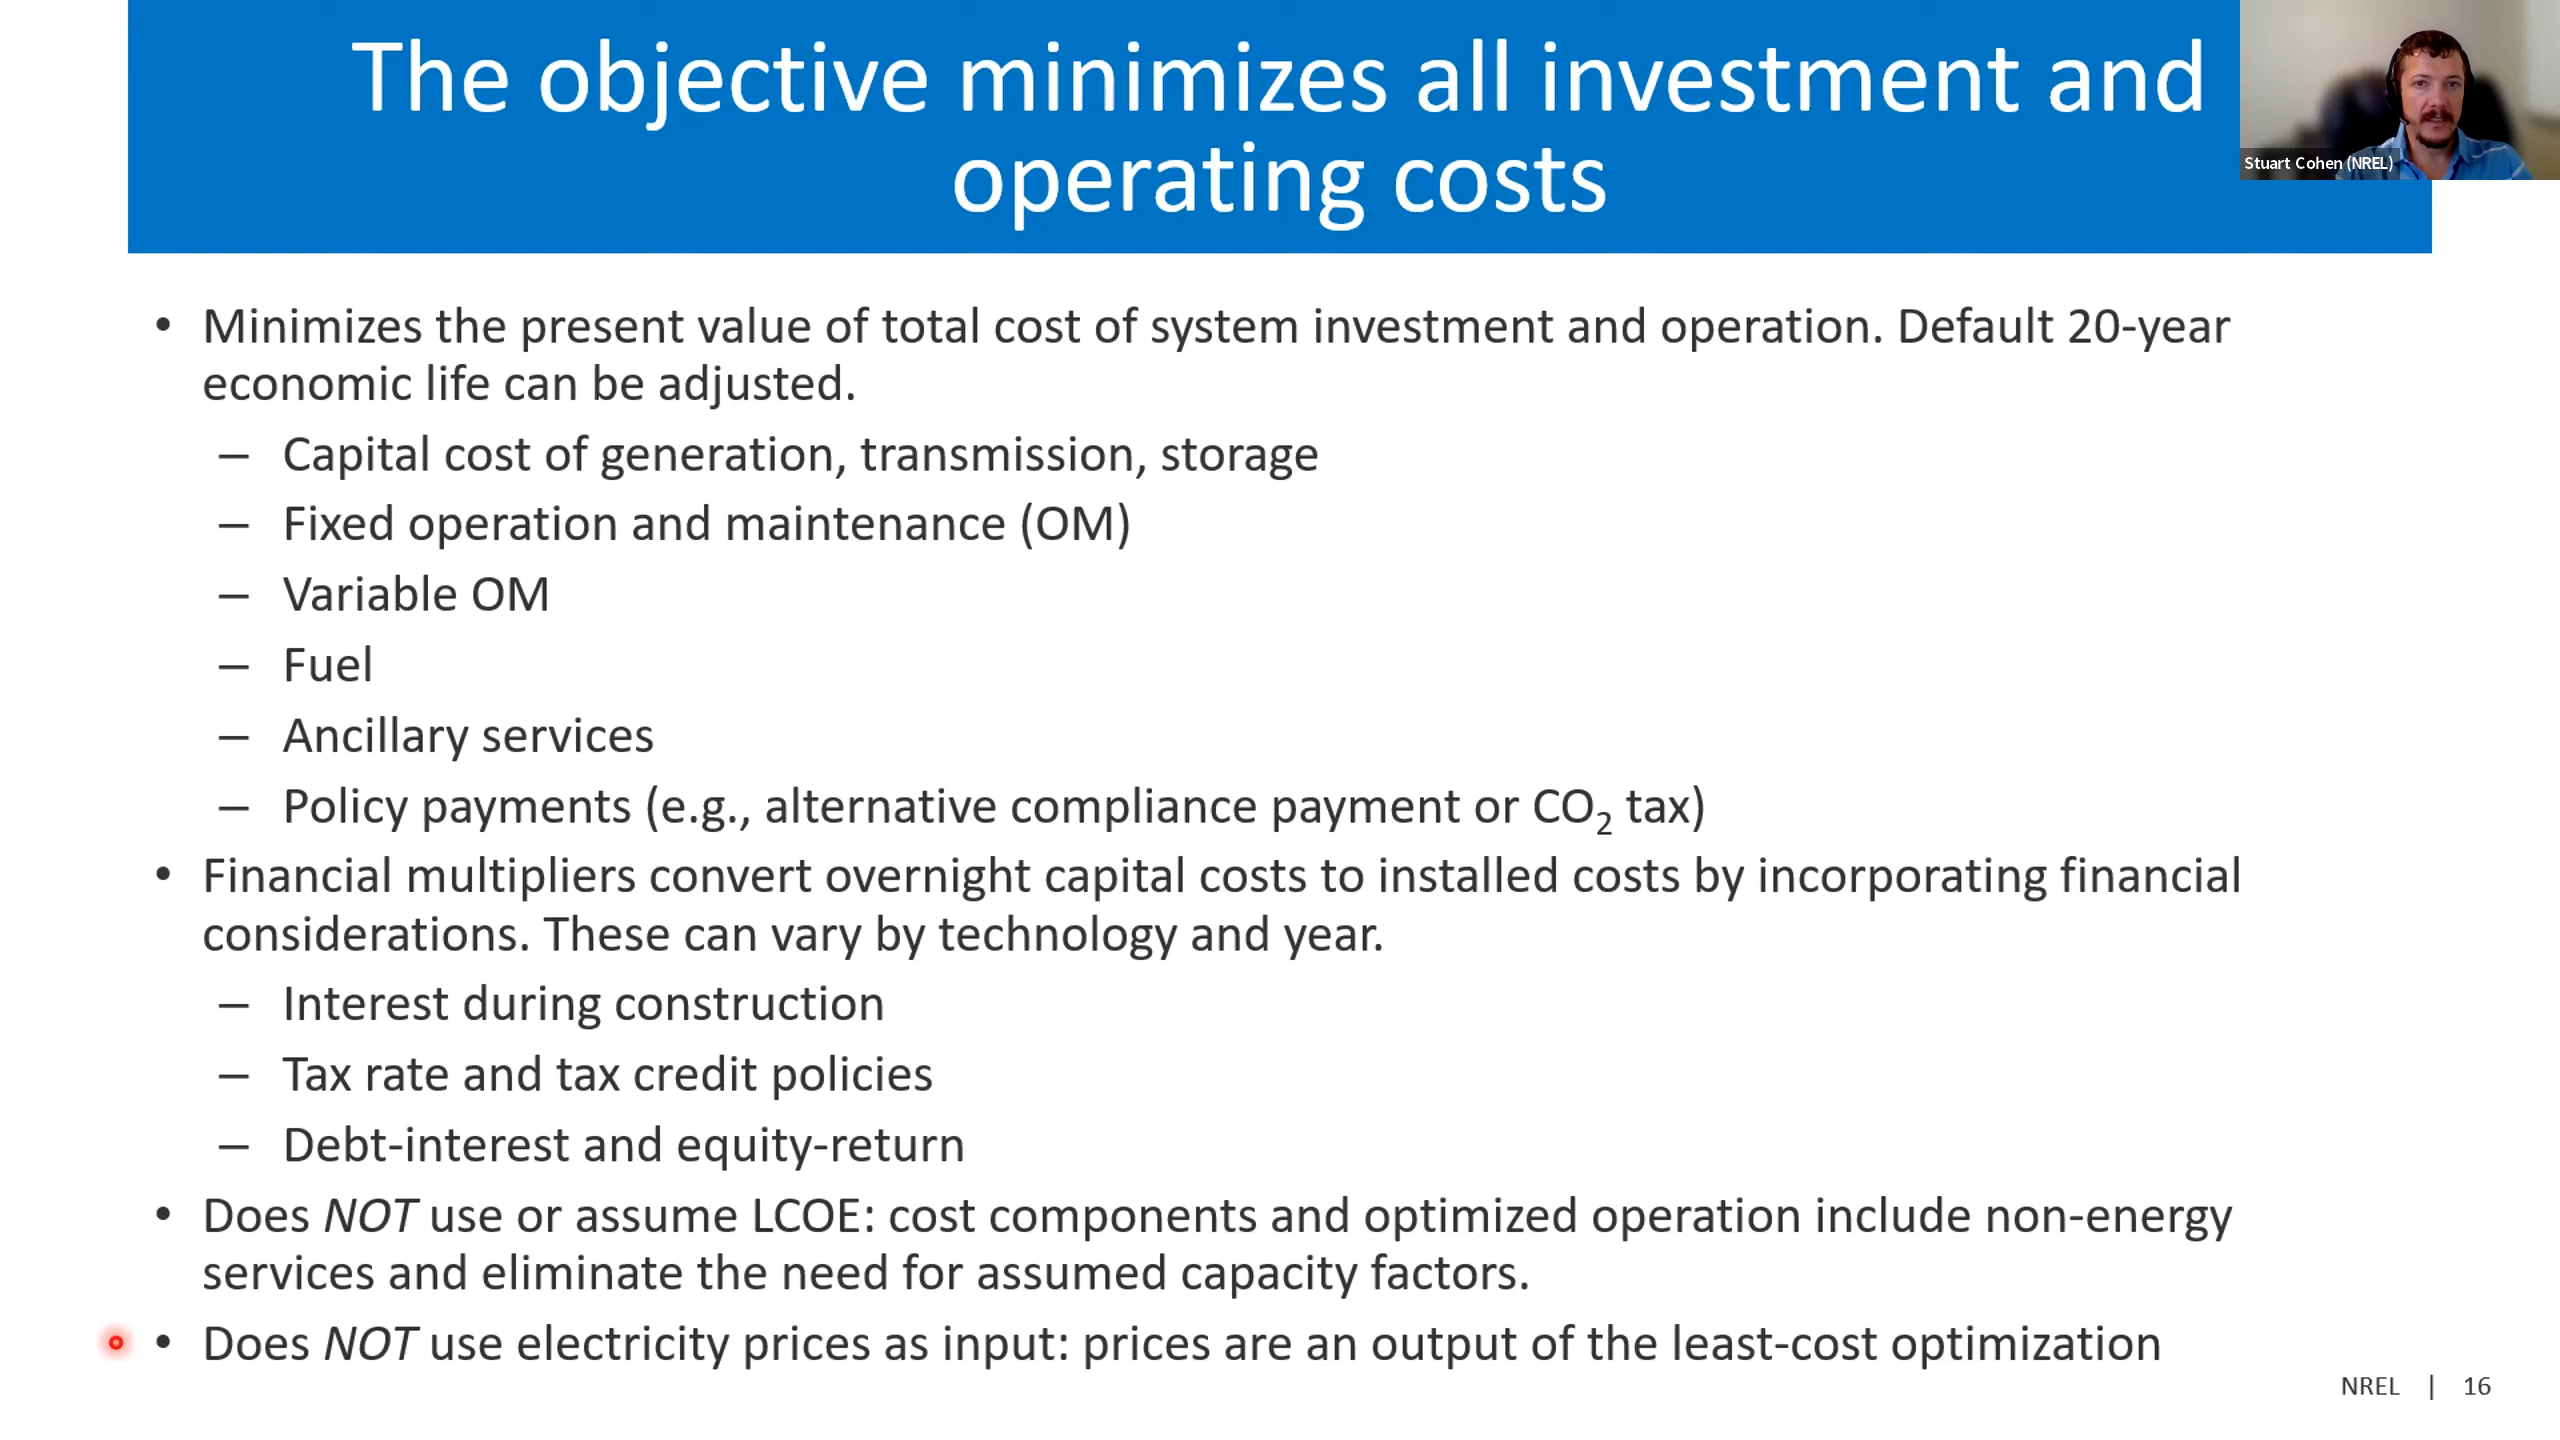 The objective minimizes all investment and
operating costs
Stuart Cohen (NREL)
• Minimizes the present value of total cost of system investment and operation. Default 20-year
economic life can be adjusted.
– Capital cost of generation, transmission, storage
– Fixed operation and maintenance (OM)
– Variable OM
– Fuel
– Ancillary services
– Policy payments (e.g., alternative compliance payment or CO₂ tax)
• Financial multipliers convert overnight capital costs to installed costs by incorporating financial
considerations. These can vary by technology and year.
– Interest during construction
– Tax rate and tax credit policies
– Debt-interest and equity-return
• Does NOT use or assume LCOE: cost components and optimized operation include non-energy
services and eliminate the need for assumed capacity factors.
• Does NOT use electricity prices as input: prices are an output of the least-cost optimization
NREL | 16